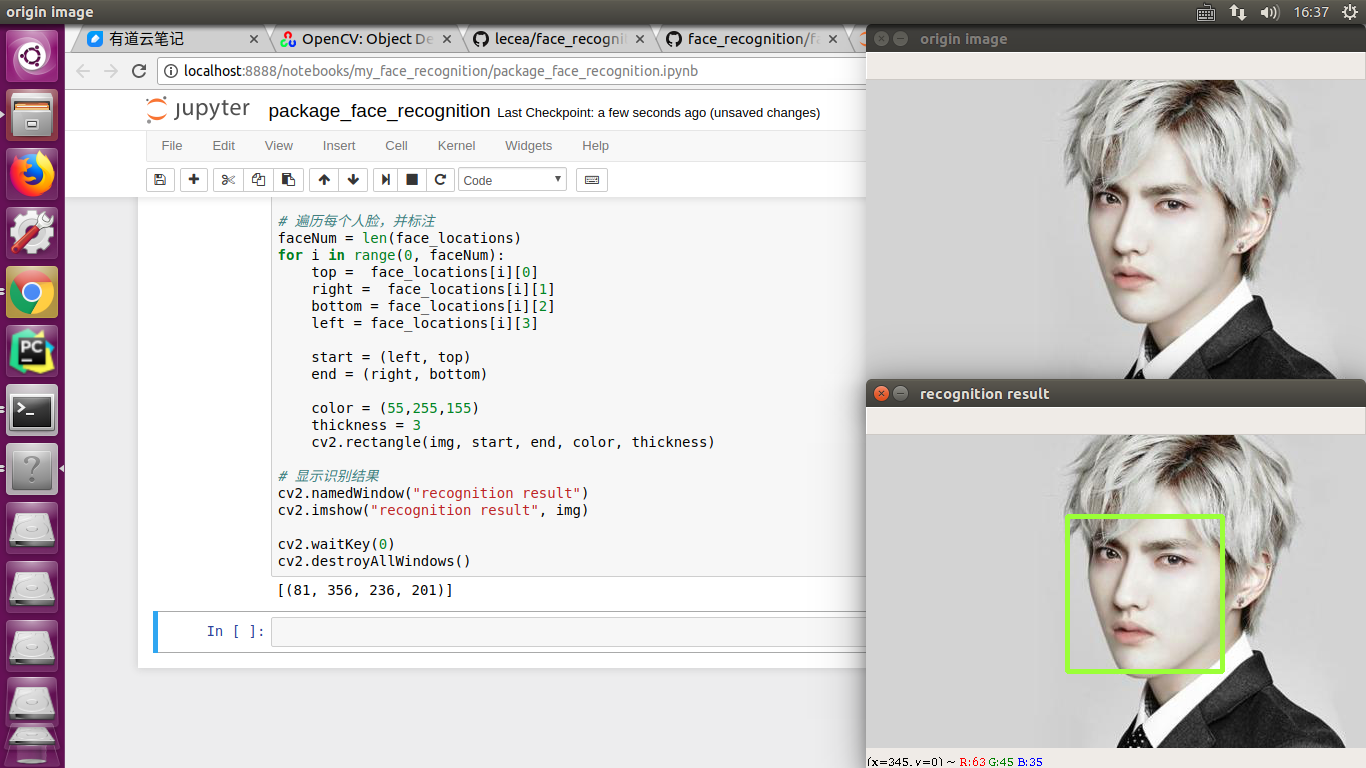 origin image
16:37
有道云笔记
OpenCV: Object De
lecea/face_recogni
face_recognition/fa
localhost:8888/notebooks/my_face_recognition/package_face_recognition.ipynb
jupyter
package_face_recognition
Last Checkpoint: a few seconds ago (unsaved changes)
File Edit View Insert Cell Kernel Widgets Help
Code
# 遍历每个人脸，并标注
faceNum = len(face_locations)
for i in range(0, faceNum):
    top =  face_locations[i][0]
    right =  face_locations[i][1]
    bottom = face_locations[i][2]
    left = face_locations[i][3]
    start = (left, top)
    end = (right, bottom)
    color = (55,255,155)
    thickness = 3
    cv2.rectangle(img, start, end, color, thickness)
# 显示识别结果
cv2.namedWindow("recognition result")
cv2.imshow("recognition result", img)
cv2.waitKey(0)
cv2.destroyAllWindows()
[(81, 356, 236, 201)]
In [ ]:
origin image
recognition result
(x=345, y=0) ~ R:63 G:45 B:35
PC